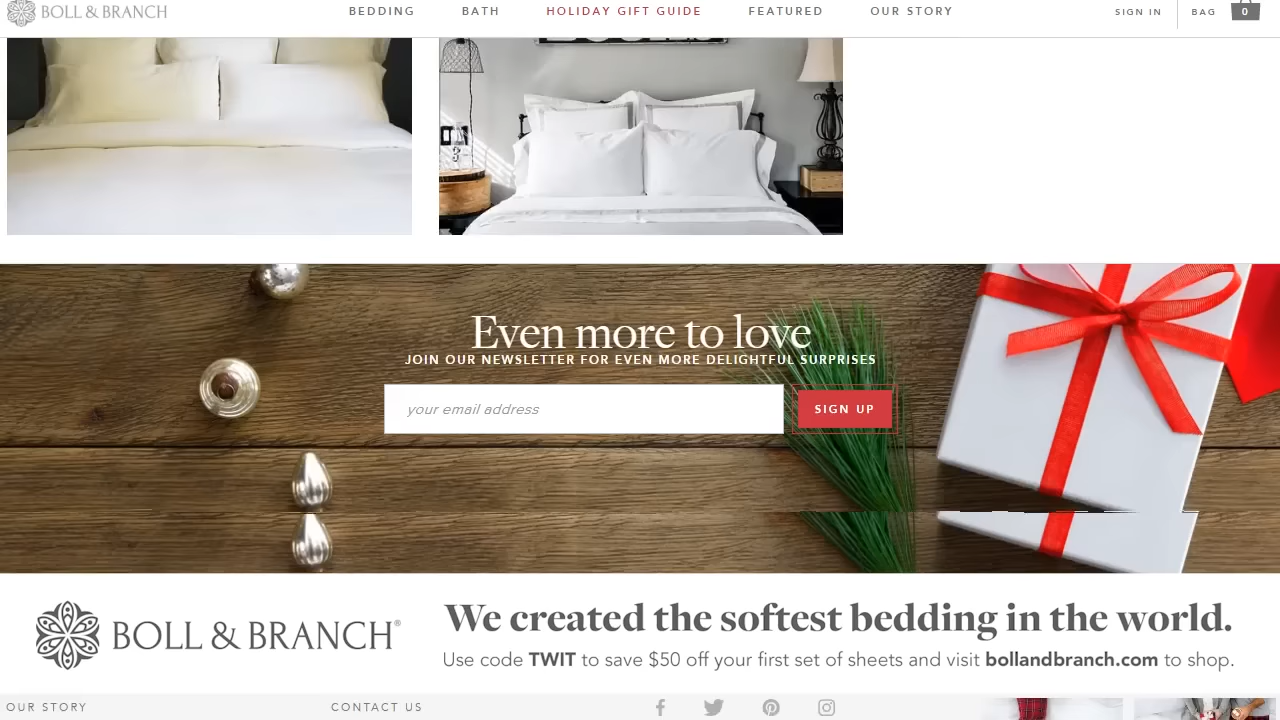 BOLL & BRANCH
BEDDING BATH HOLIDAY GIFT GUIDE FEATURED OUR STORY SIGN IN BAG 0
Even more to love
JOIN OUR NEWSLETTER FOR EVEN MORE DELIGHTFUL SURPRISES
your email address SIGN UP
BOLL & BRANCH®
We created the softest bedding in the world.
Use code TWIT to save $50 off your first set of sheets and visit bollandbranch.com to shop.
OUR STORY CONTACT US